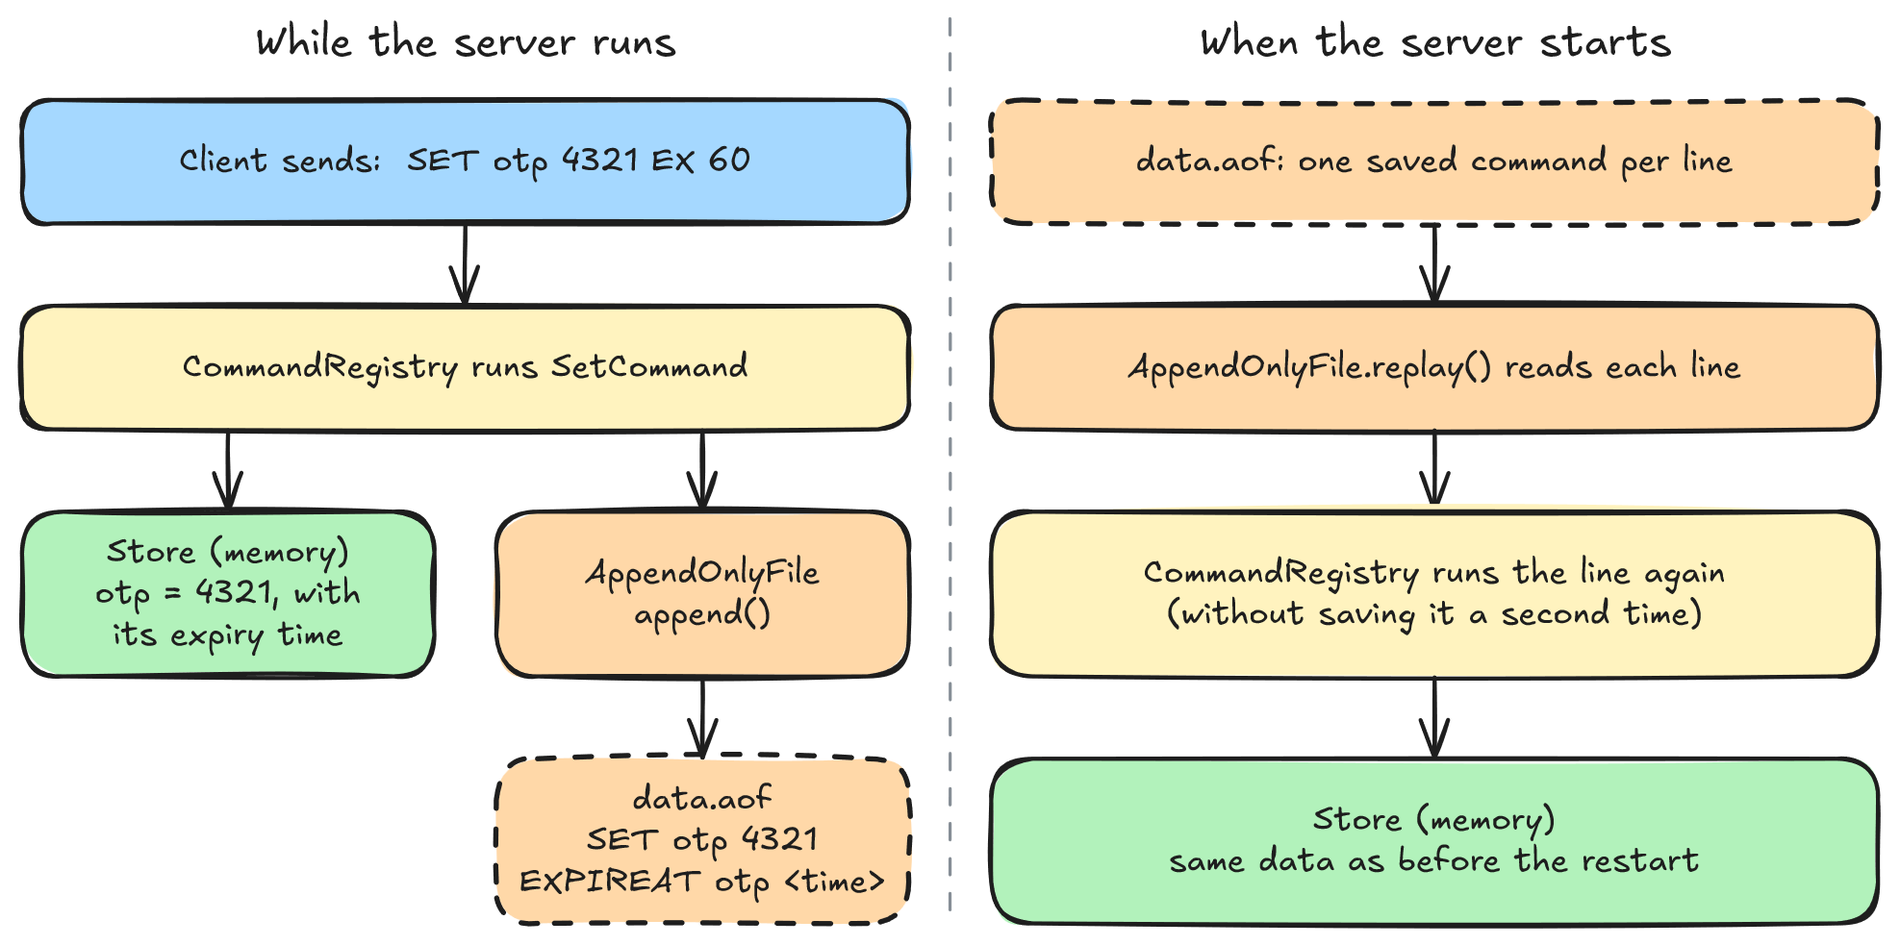 While the server runs
Client sends:  SET otp 4321 EX 60
CommandRegistry runs SetCommand
Store (memory)
otp = 4321, with
its expiry time
AppendOnlyFile
append()
data.aof
SET otp 4321
EXPIREAT otp <time>
When the server starts
data.aof: one saved command per line
AppendOnlyFile.replay() reads each line
CommandRegistry runs the line again
(without saving it a second time)
Store (memory)
same data as before the restart